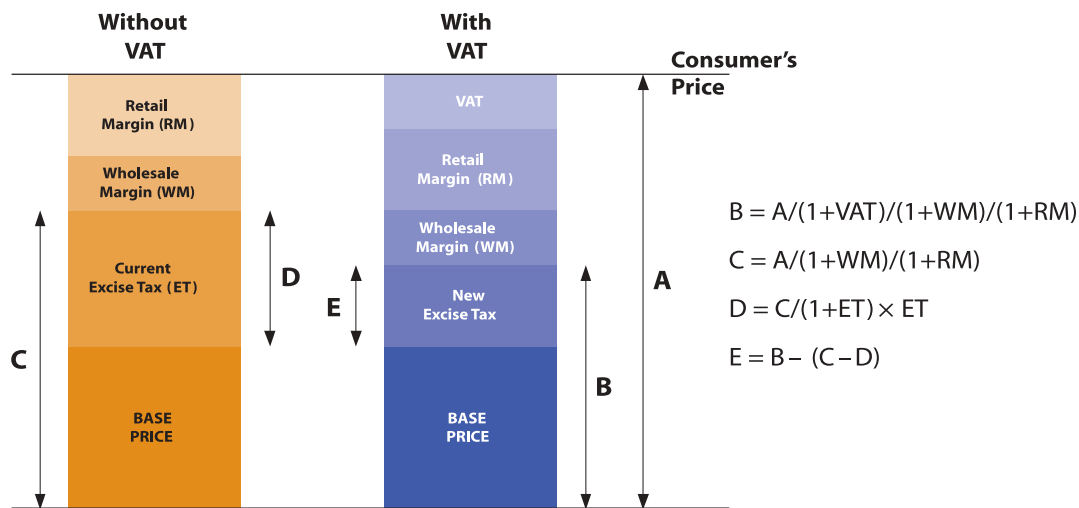 Without
VAT
With
VAT
Consumer's
Price
Retail
Margin (RM)
Wholesale
Margin (WM)
Current
Excise Tax (ET)
BASE
PRICE
C
D
VAT
Retail
Margin (RM)
Wholesale
Margin (WM)
New
Excise Tax
BASE
PRICE
E
B
A
B = A/(1+VAT)/(1+WM)/(1+RM)
C = A/(1+WM)/(1+RM)
D = C/(1+ET) × ET
E = B – (C – D)